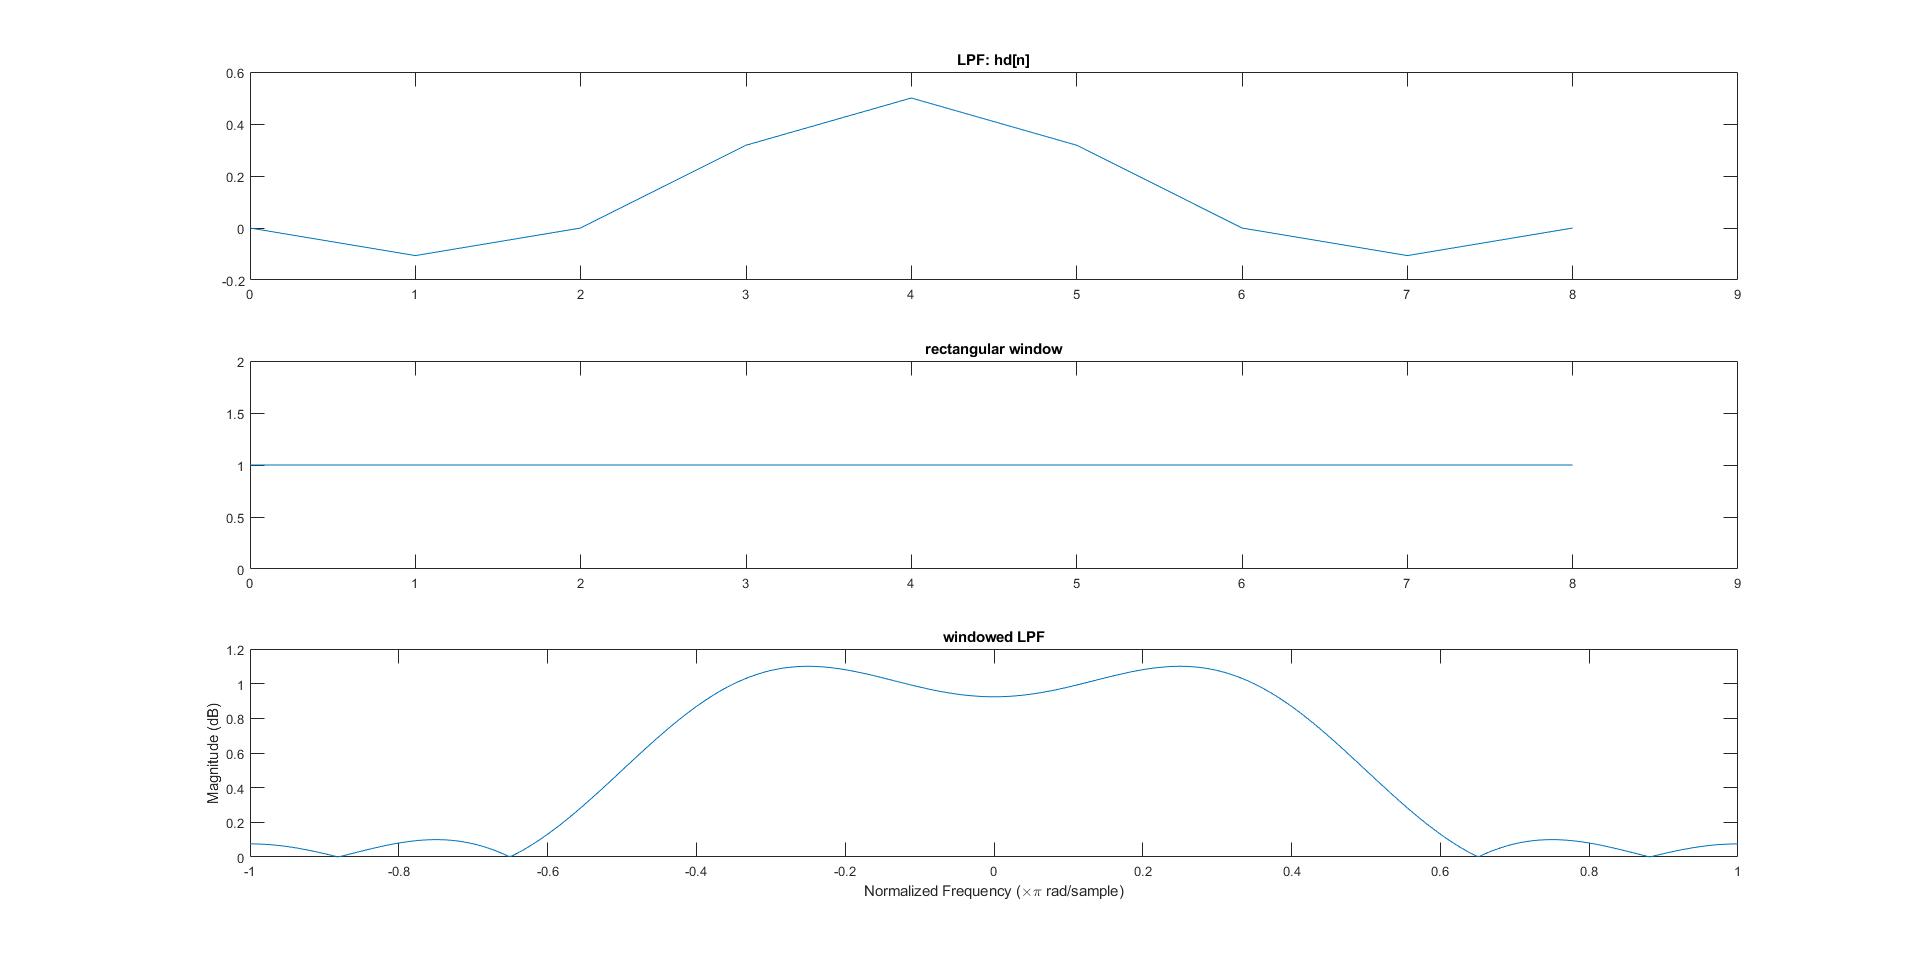 LPF: hd[n]
0.6
0.4
0.2
0
-0.2
0 1 2 3 4 5 6 7 8 9
rectangular window
2
1.5
1
0.5
0
0 1 2 3 4 5 6 7 8 9
windowed LPF
1.2
1
0.8
0.6
0.4
0.2
0
Magnitude (dB)
-1 -0.8 -0.6 -0.4 -0.2 0 0.2 0.4 0.6 0.8 1
Normalized Frequency (×π rad/sample)